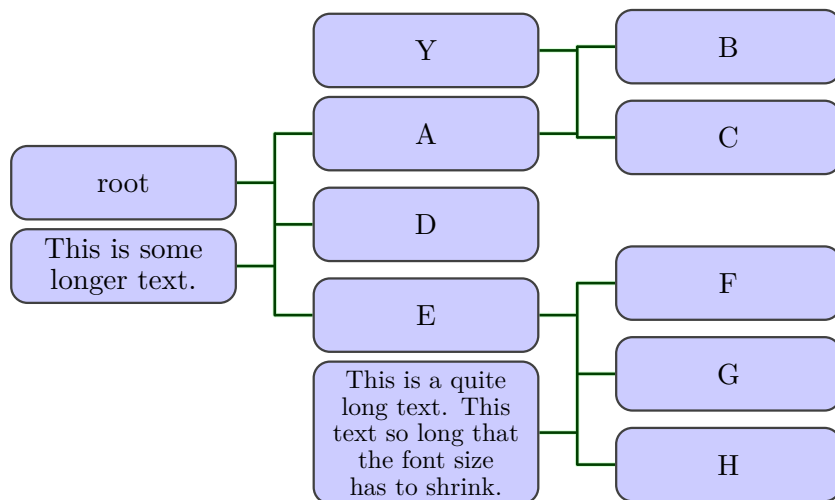 root
This is some
longer text.
Y
A
D
E
This is a quite
long text. This
text so long that
the font size
has to shrink.
B
C
F
G
H